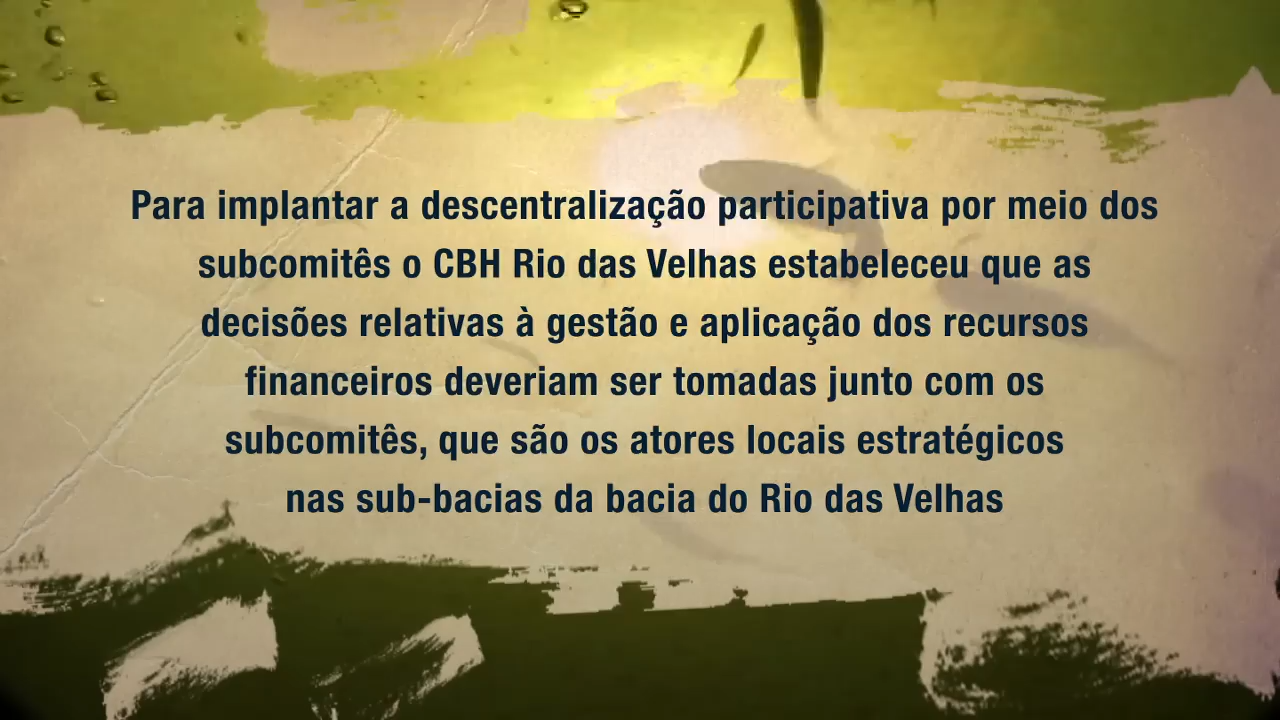 Para implantar a descentralização participativa por meio dos
subcomitês o CBH Rio das Velhas estabeleceu que as
decisões relativas à gestão e aplicação dos recursos
financeiros deveriam ser tomadas junto com os
subcomitês, que são os atores locais estratégicos
nas sub-bacias da bacia do Rio das Velhas